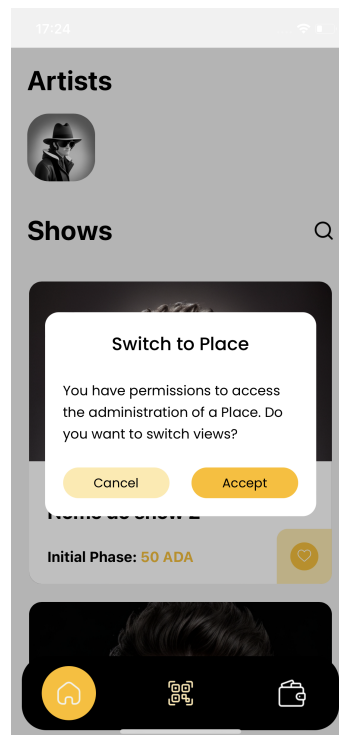 17:24
Artists
Shows
Switch to Place
You have permissions to access
the administration of a Place. Do
you want to switch views?
Cancel
Accept
Initial Phase: 50 ADA